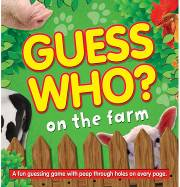 GUESS
WHO?
on the farm
A fun guessing game with peep through holes on every page.